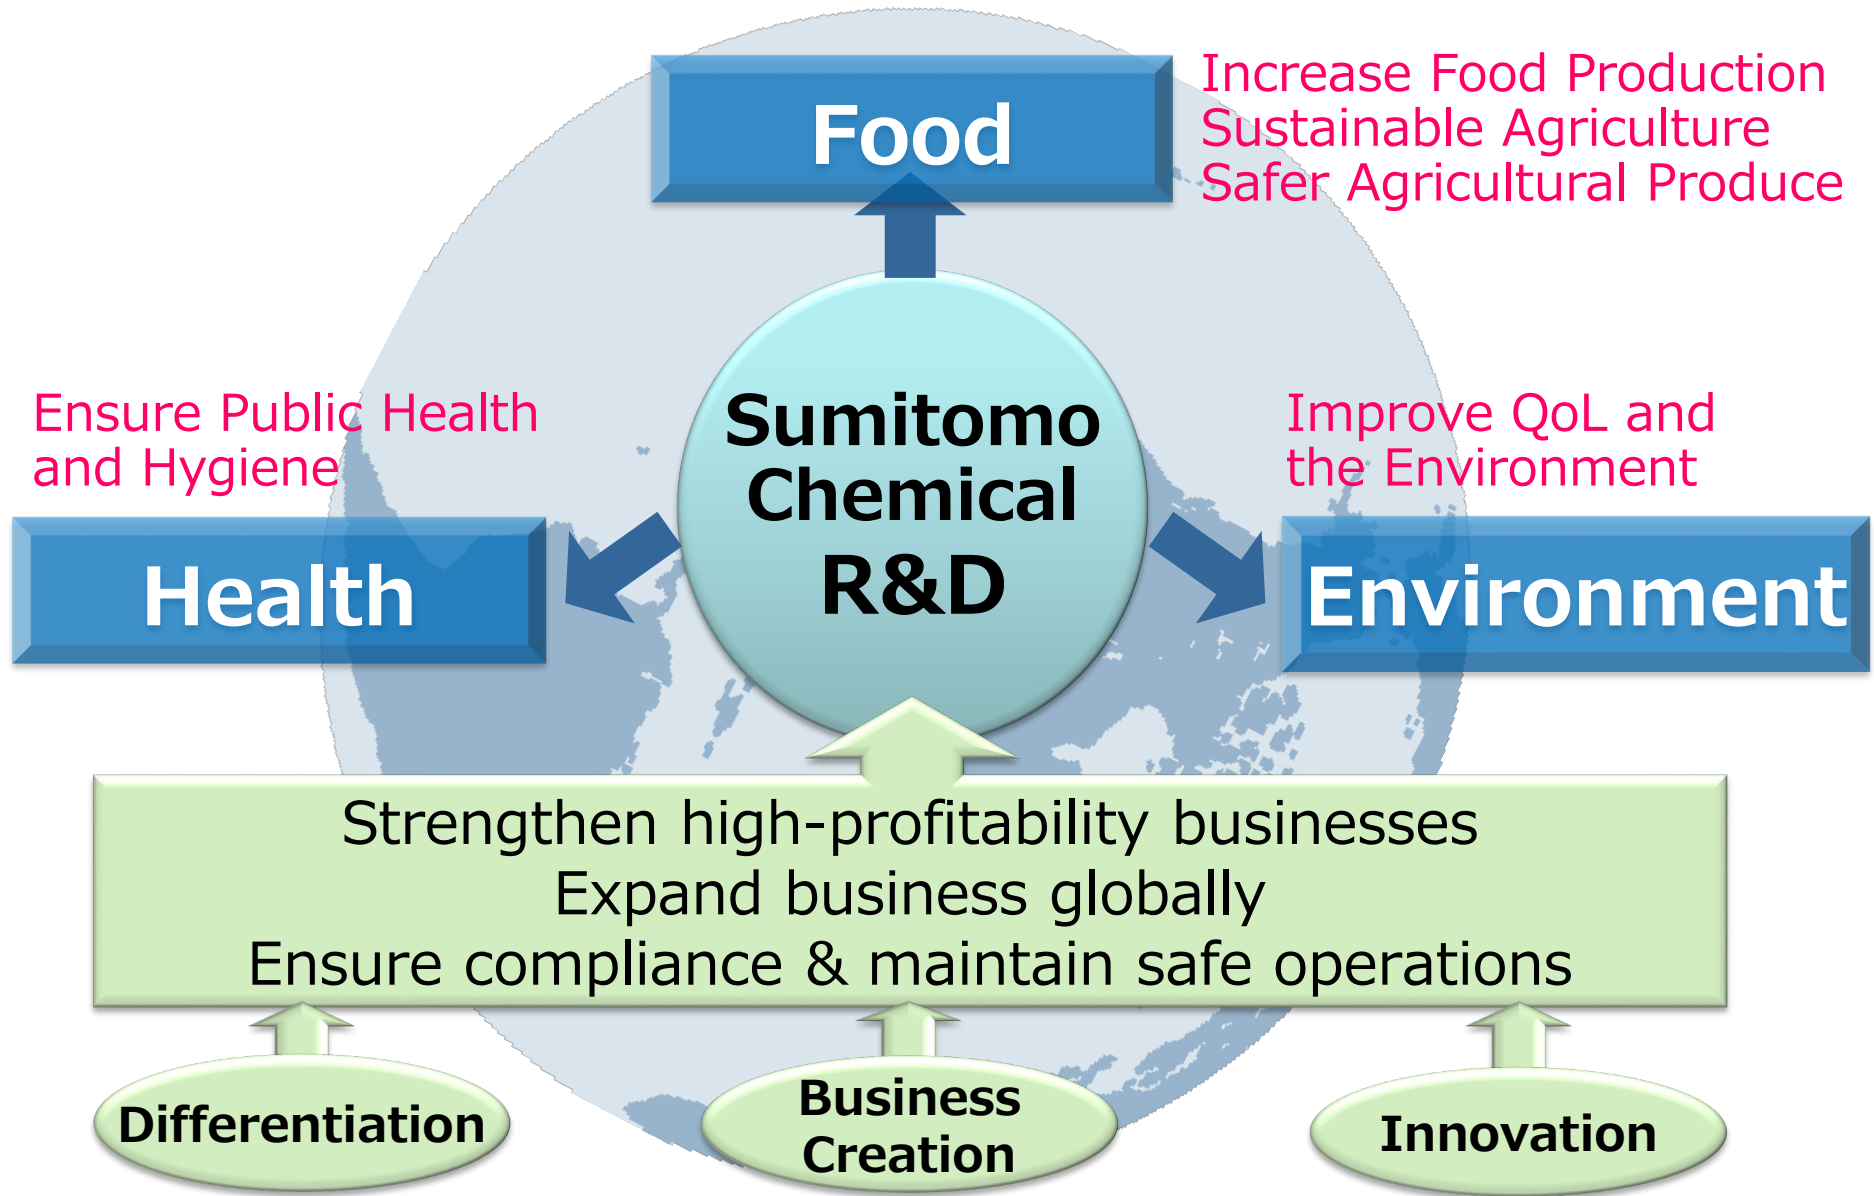 Food
Increase Food Production
Sustainable Agriculture
Safer Agricultural Produce
Ensure Public Health
and Hygiene
Health
Sumitomo
Chemical
R&D
Improve QoL and
the Environment
Environment
Strengthen high-profitability businesses
Expand business globally
Ensure compliance & maintain safe operations
Differentiation
Business
Creation
Innovation